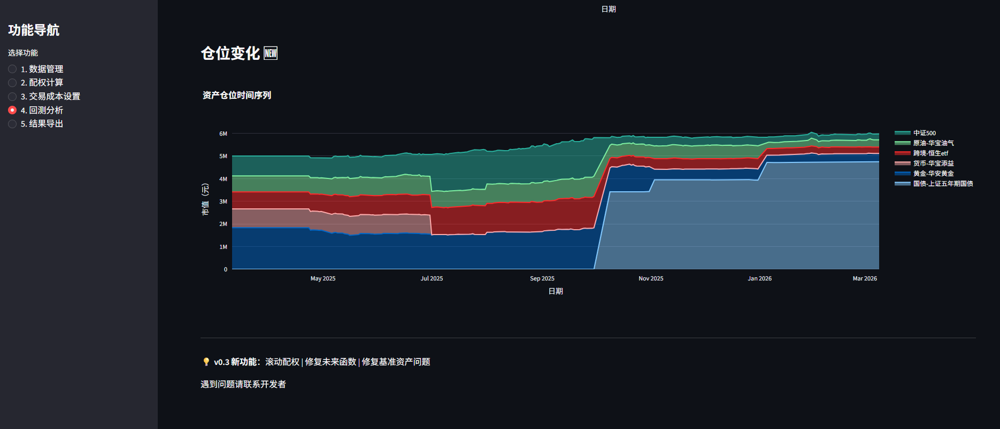 功能导航
选择功能
1. 数据管理
2. 配权计算
3. 交易成本设置
4. 回测分析
5. 结果导出
日期
仓位变化 NEW
资产仓位时间序列
6M
5M
4M
3M
2M
1M
0
市值（元）
May 2025
Jul 2025
Sep 2025
Nov 2025
Jan 2026
Mar 2026
日期
中证500
原油-华宝油气
跨境-恒生etf
货币-华宝添益
黄金-华安黄金
国债-上证五年期国债
v0.3 新功能：滚动配权 | 修复未来函数 | 修复基准资产问题
遇到问题请联系开发者